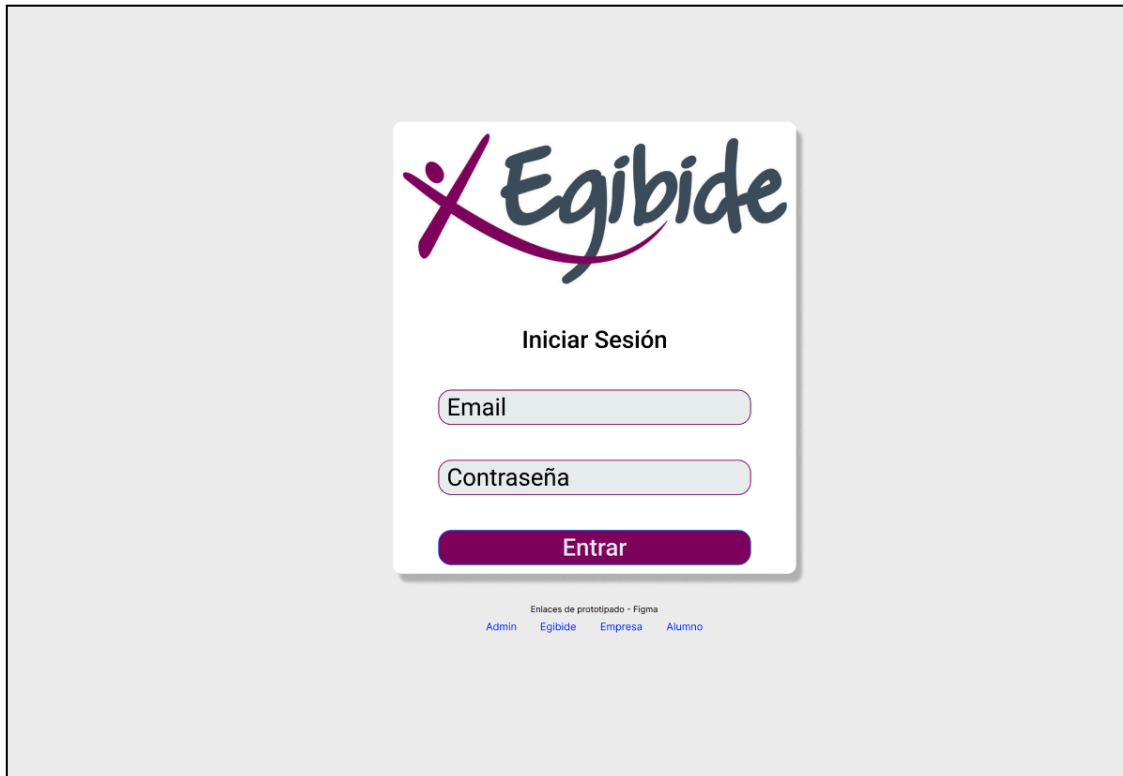 Egibide
Iniciar Sesión
Email
Contraseña
Entrar
Enlaces de prototipado - Figma
Admin Egibide Empresa Alumno